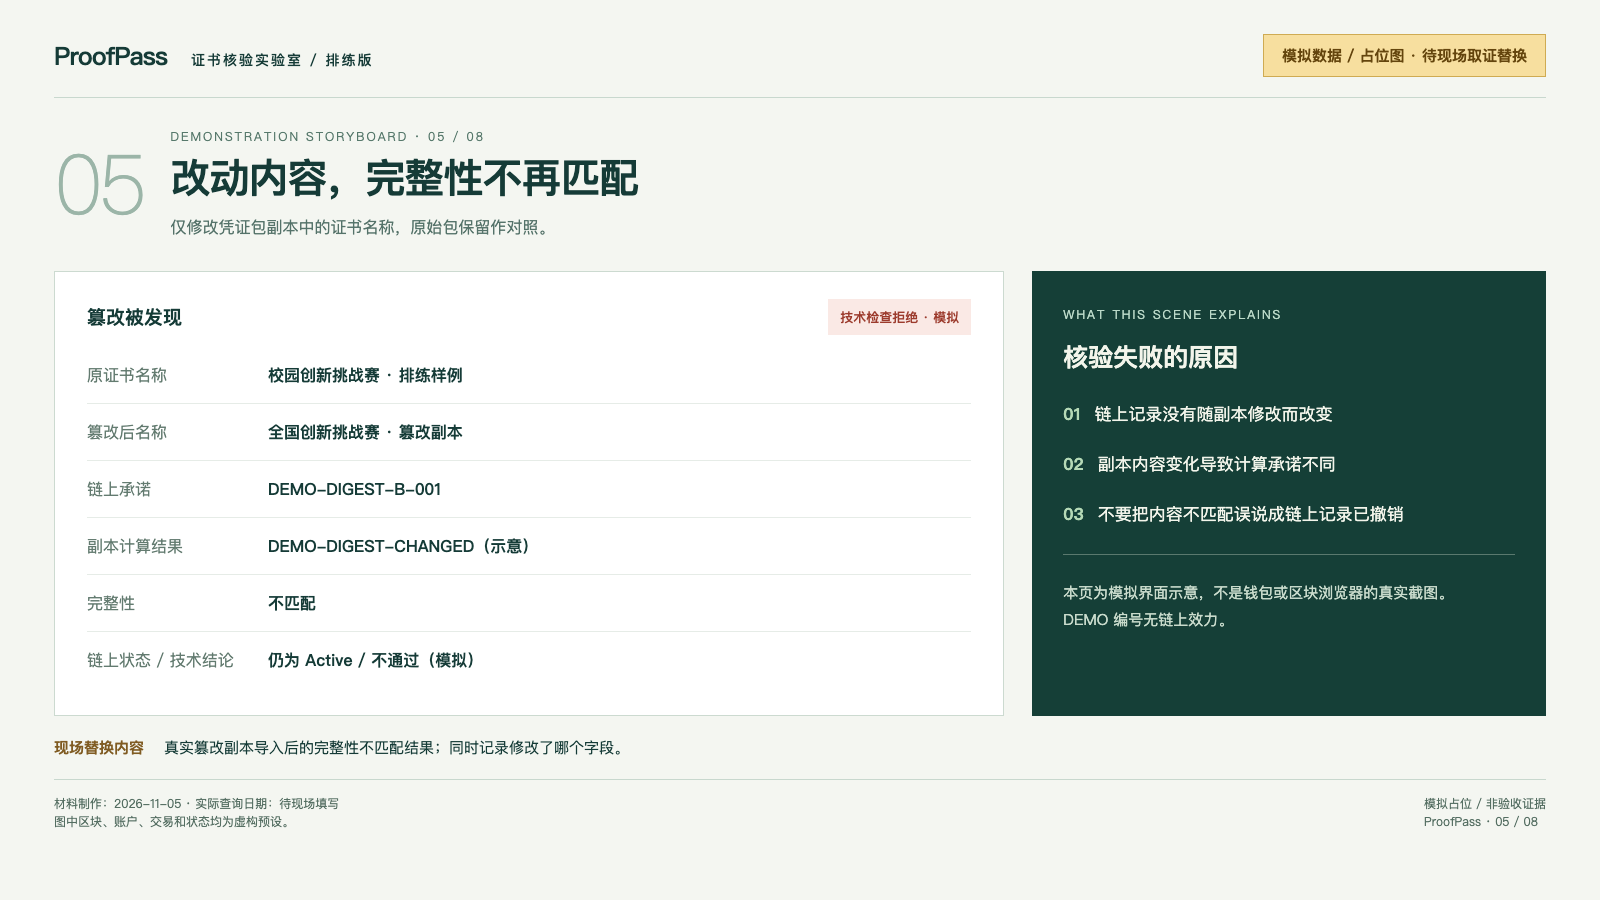 ProofPass 证书核验实验室 / 排练版
模拟数据 / 占位图 · 待现场取证替换
05
DEMONSTRATION STORYBOARD · 05 / 08
改动内容，完整性不再匹配
仅修改凭证包副本中的证书名称，原始包保留作对照。
篡改被发现
技术检查拒绝 · 模拟
原证书名称 校园创新挑战赛 · 排练样例
篡改后名称 全国创新挑战赛 · 篡改副本
链上承诺 DEMO-DIGEST-B-001
副本计算结果 DEMO-DIGEST-CHANGED（示意）
完整性 不匹配
链上状态 / 技术结论 仍为 Active / 不通过（模拟）
WHAT THIS SCENE EXPLAINS
核验失败的原因
01 链上记录没有随副本修改而改变
02 副本内容变化导致计算承诺不同
03 不要把内容不匹配误说成链上记录已撤销
本页为模拟界面示意，不是钱包或区块浏览器的真实截图。
DEMO 编号无链上效力。
现场替换内容 真实篡改副本导入后的完整性不匹配结果；同时记录修改了哪个字段。
材料制作：2026-11-05 · 实际查询日期：待现场填写
图中区块、账户、交易和状态均为虚构预设。
模拟占位 / 非验收证据
ProofPass · 05 / 08